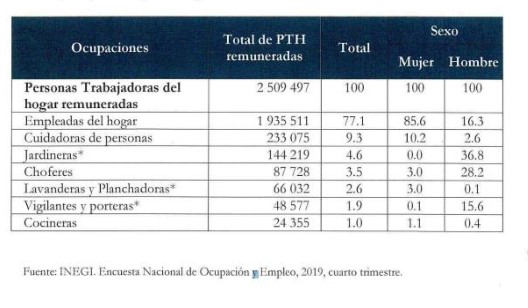 Ocupaciones Total de PTH remuneradas Total Sexo
Mujer Hombre
Personas Trabajadoras del hogar remuneradas 2 509 497 100 100 100
Empleadas del hogar 1 935 511 77.1 85.6 16.3
Cuidadoras de personas 233 075 9.3 10.2 2.6
Jardineras* 144 219 4.6 0.0 36.8
Choferes 87 728 3.5 3.0 28.2
Lavanderas y Planchadoras* 66 032 2.6 3.0 0.1
Vigilantes y porteras* 48 577 1.9 0.1 15.6
Cocineras 24 355 1.0 1.1 0.4
Fuente: INEGI. Encuesta Nacional de Ocupación y Empleo, 2019, cuarto trimestre.